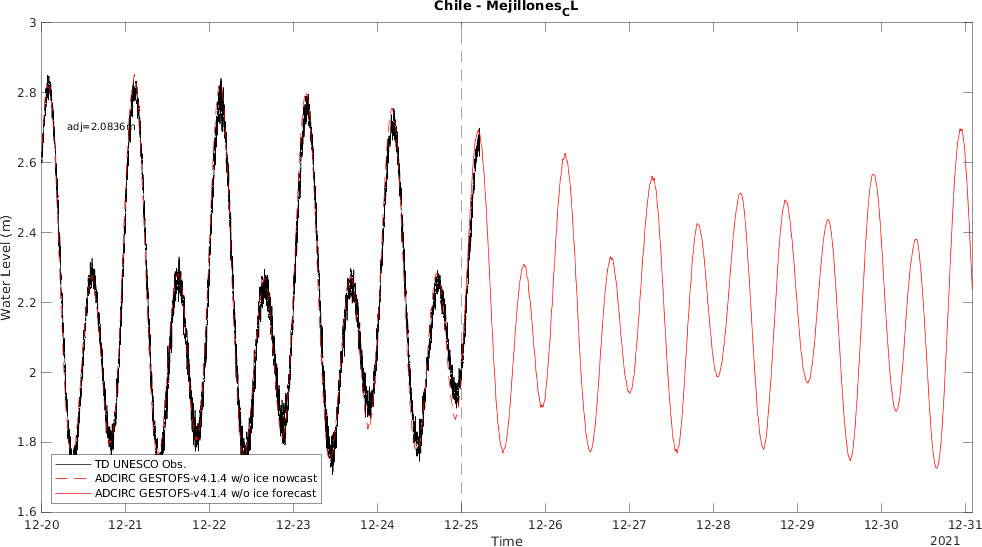 Chile - Mejillones_CL
3
2.8
2.6
2.4
2.2
2
1.8
1.6
Water Level (m)
adj=2.0836m
TD UNESCO Obs.
ADCIRC GESTOFS-v4.1.4 w/o ice nowcast
ADCIRC GESTOFS-v4.1.4 w/o ice forecast
12-20 12-21 12-22 12-23 12-24 12-25 12-26 12-27 12-28 12-29 12-30 12-31
Time
2021